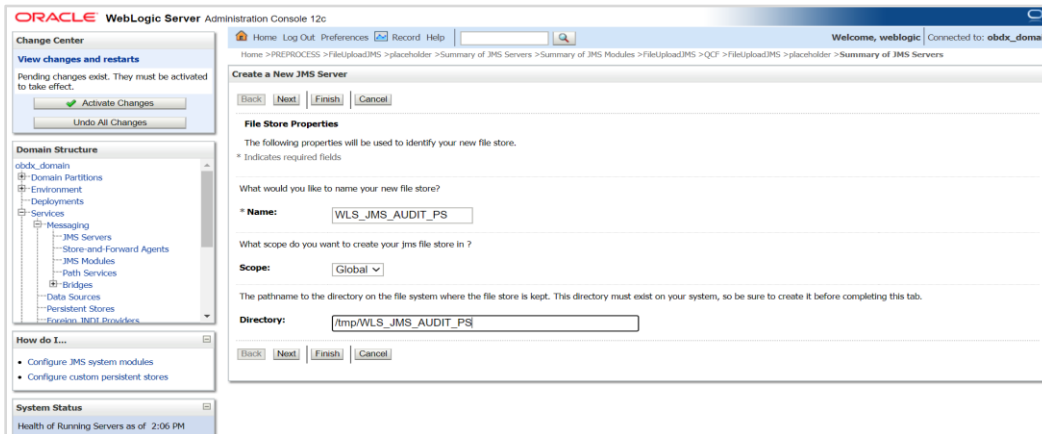 ORACLE WebLogic Server Administration Console 12c
Change Center
View changes and restarts
Pending changes exist. They must be activated
to take effect.
Activate Changes
Undo All Changes
Domain Structure
obdx_domain
Domain Partitions
Environment
Deployments
Services
Messaging
JMS Servers
Store-and-Forward Agents
JMS Modules
Path Services
Bridges
Data Sources
Persistent Stores
Foreign JNDI Providers
How do I...
Configure JMS system modules
Configure custom persistent stores
System Status
Health of Running Servers as of 2:06 PM
Home Log Out Preferences Record Help
Welcome, weblogic Connected to: obdx_domai
Home >PREPROCESS >FileUploadJMS >placeholder >Summary of JMS Servers >Summary of JMS Modules >FileUploadJMS >QCF >FileUploadJMS >placeholder >Summary of JMS Servers
Create a New JMS Server
Back Next Finish Cancel
File Store Properties
The following properties will be used to identify your new file store.
* Indicates required fields
What would you like to name your new file store?
* Name: WLS_JMS_AUDIT_PS
What scope do you want to create your jms file store in ?
Scope: Global
The pathname to the directory on the file system where the file store is kept. This directory must exist on your system, so be sure to create it before completing this tab.
Directory: /tmp/WLS_JMS_AUDIT_PS
Back Next Finish Cancel